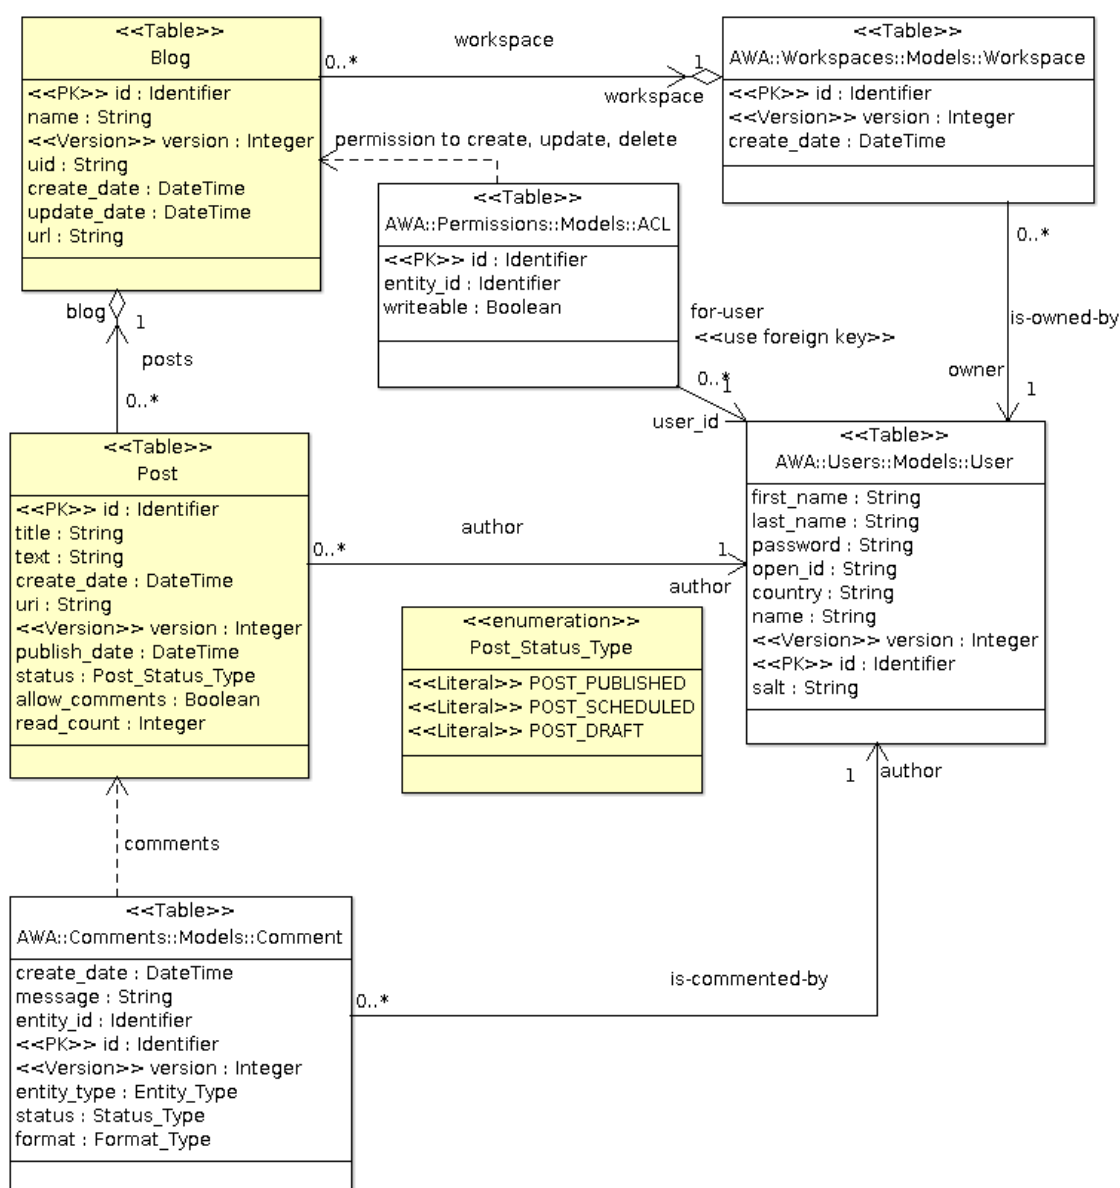 <<Table>>
Blog
<<PK>> id : Identifier
name : String
<<Version>> version : Integer
uid : String
create_date : DateTime
update_date : DateTime
url : String
workspace
0..*
1
workspace
<<Table>>
AWA::Workspaces::Models::Workspace
<<PK>> id : Identifier
<<Version>> version : Integer
create_date : DateTime
permission to create, update, delete
<<Table>>
AWA::Permissions::Models::ACL
<<PK>> id : Identifier
entity_id : Identifier
writeable : Boolean
for-user
<<use foreign key>>
0..*
1
user_id
0..*
is-owned-by
owner
1
blog
1
posts
0..*
<<Table>>
Post
<<PK>> id : Identifier
title : String
text : String
create_date : DateTime
uri : String
<<Version>> version : Integer
publish_date : DateTime
status : Post_Status_Type
allow_comments : Boolean
read_count : Integer
author
0..*
1
author
<<enumeration>>
Post_Status_Type
<<Literal>> POST_PUBLISHED
<<Literal>> POST_SCHEDULED
<<Literal>> POST_DRAFT
<<Table>>
AWA::Users::Models::User
first_name : String
last_name : String
password : String
open_id : String
country : String
name : String
<<Version>> version : Integer
<<PK>> id : Identifier
salt : String
1
author
comments
<<Table>>
AWA::Comments::Models::Comment
create_date : DateTime
message : String
entity_id : Identifier
<<PK>> id : Identifier
<<Version>> version : Integer
entity_type : Entity_Type
status : Status_Type
format : Format_Type
is-commented-by
0..*